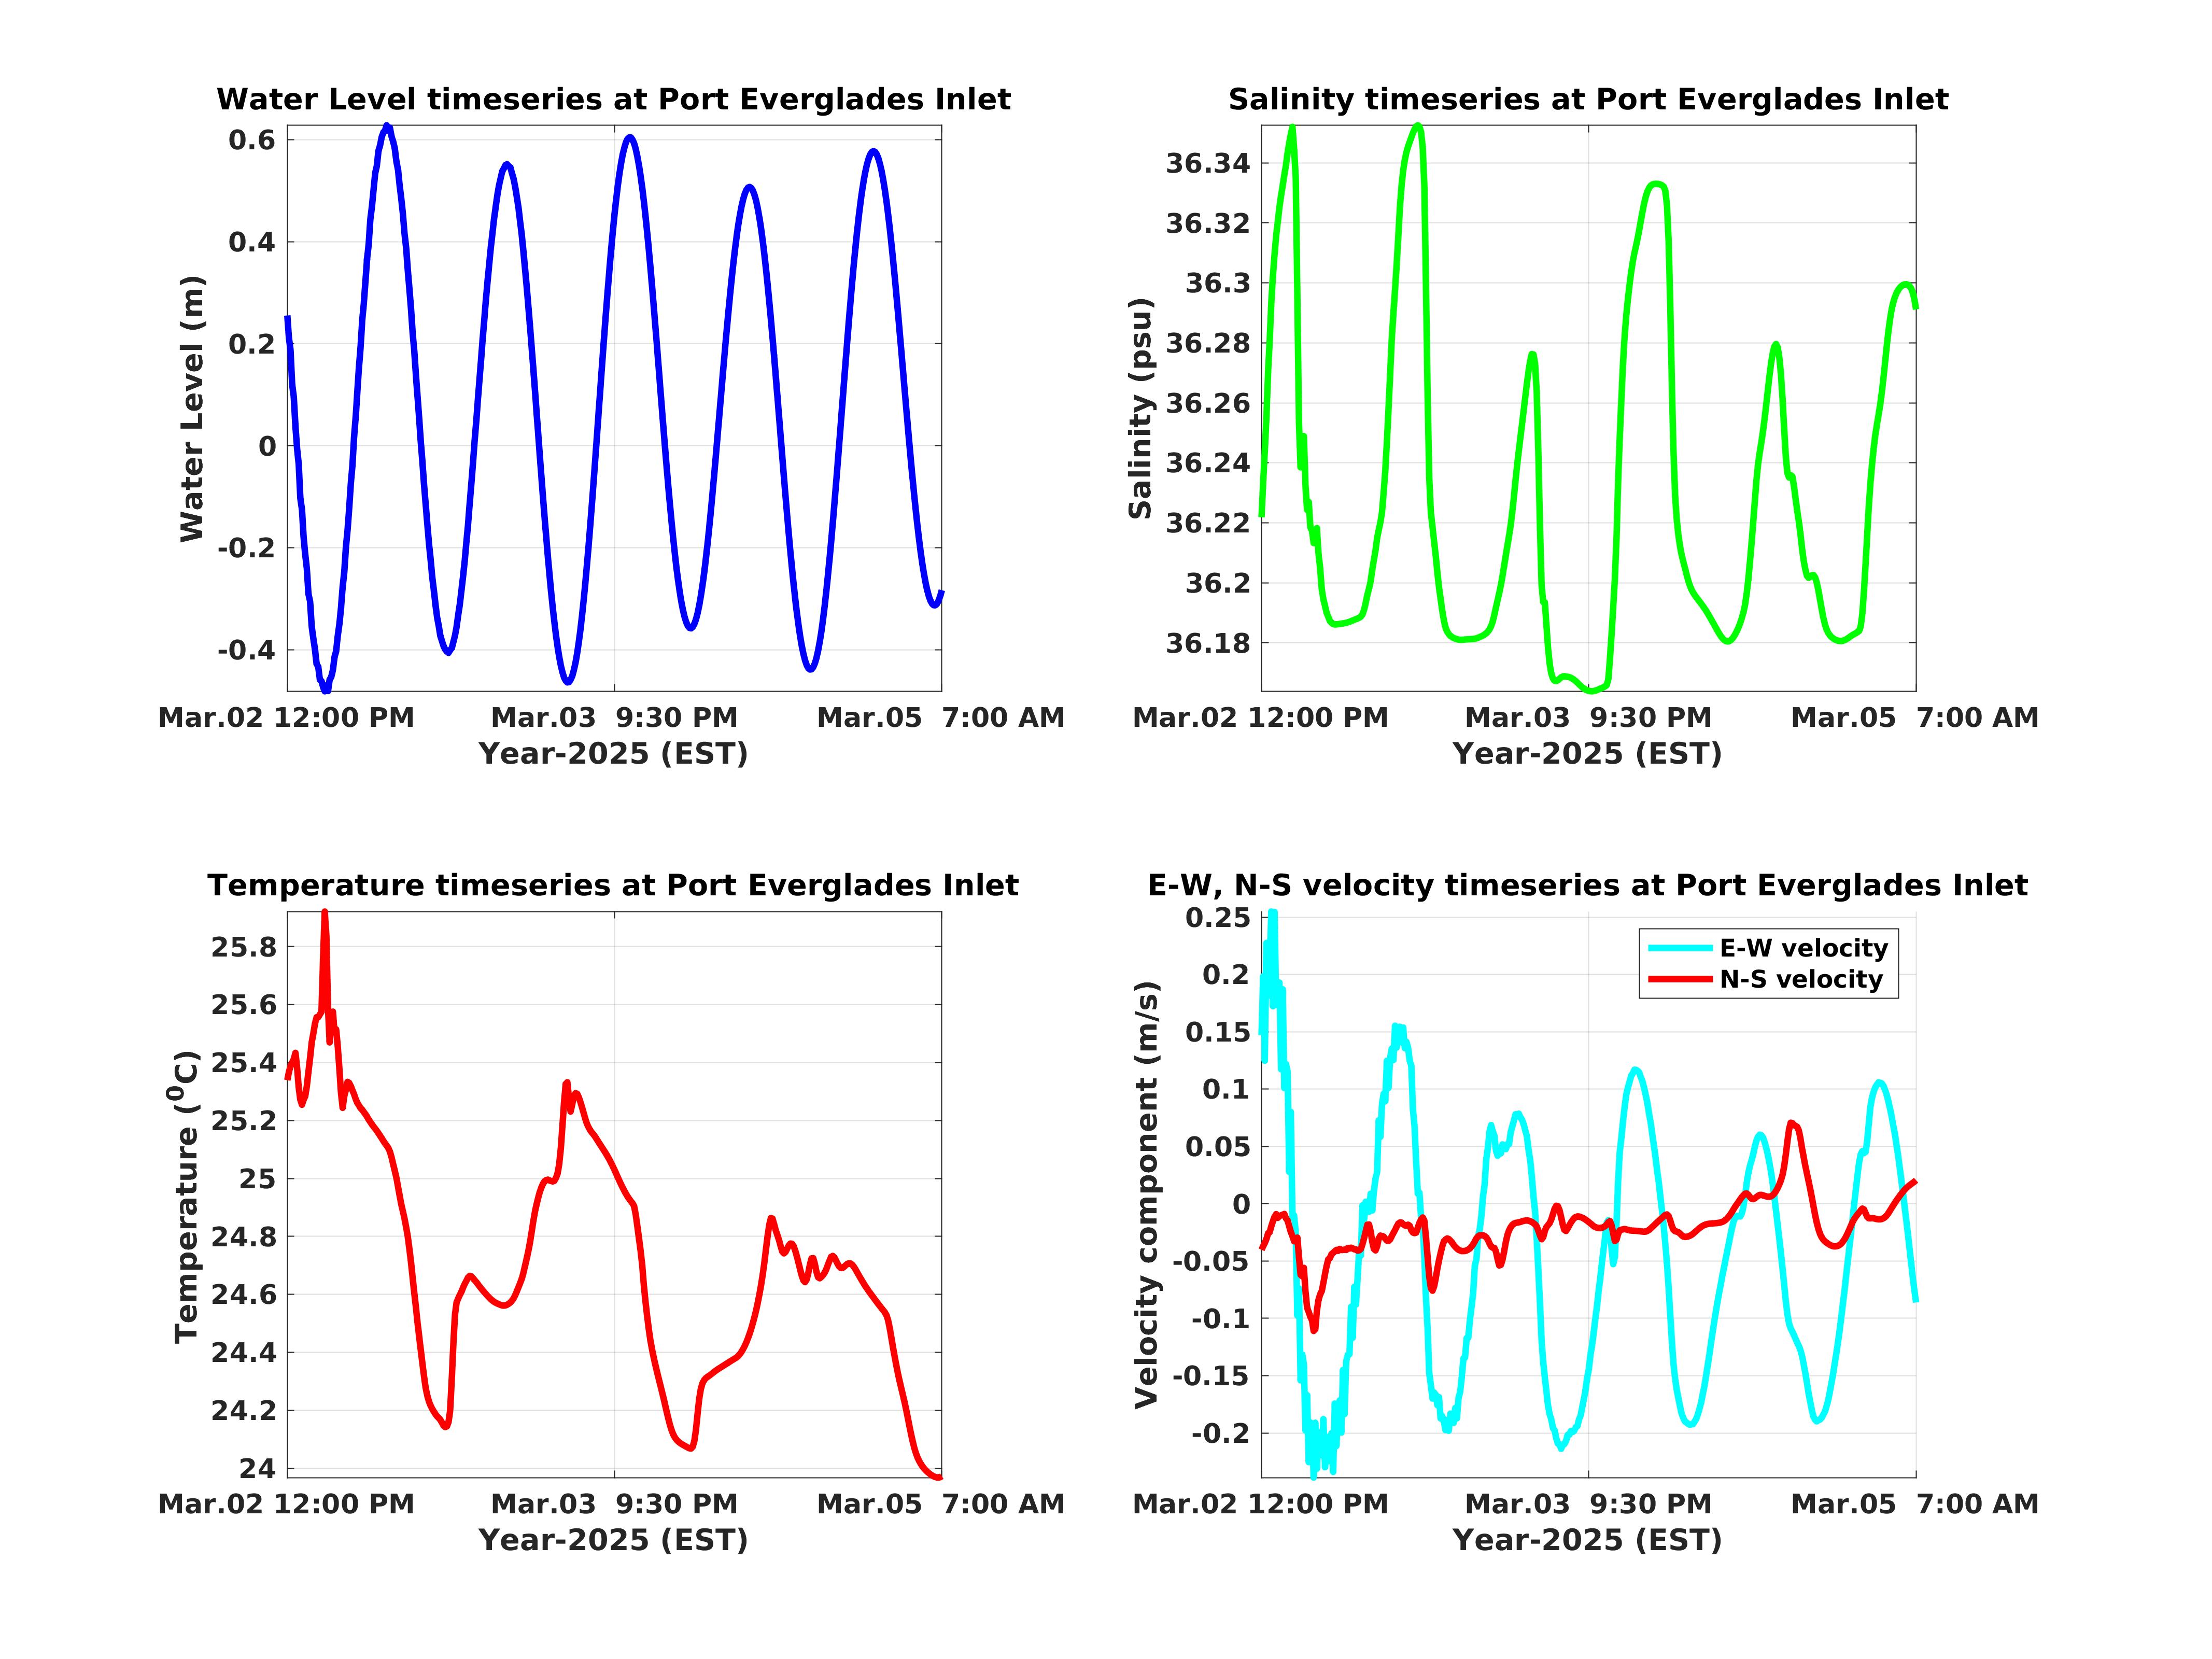 Water Level timeseries at Port Everglades Inlet
Water Level (m)
0.6
0.4
0.2
0
-0.2
-0.4
Mar.02 12:00 PM
Mar.03 9:30 PM
Mar.05 7:00 AM
Year-2025 (EST)
Salinity timeseries at Port Everglades Inlet
Salinity (psu)
36.34
36.32
36.3
36.28
36.26
36.24
36.22
36.2
36.18
Mar.02 12:00 PM
Mar.03 9:30 PM
Mar.05 7:00 AM
Year-2025 (EST)
Temperature timeseries at Port Everglades Inlet
Temperature (⁰C)
25.8
25.6
25.4
25.2
25
24.8
24.6
24.4
24.2
24
Mar.02 12:00 PM
Mar.03 9:30 PM
Mar.05 7:00 AM
Year-2025 (EST)
E-W, N-S velocity timeseries at Port Everglades Inlet
Velocity component (m/s)
0.25
0.2
0.15
0.1
0.05
0
-0.05
-0.1
-0.15
-0.2
E-W velocity
N-S velocity
Mar.02 12:00 PM
Mar.03 9:30 PM
Mar.05 7:00 AM
Year-2025 (EST)